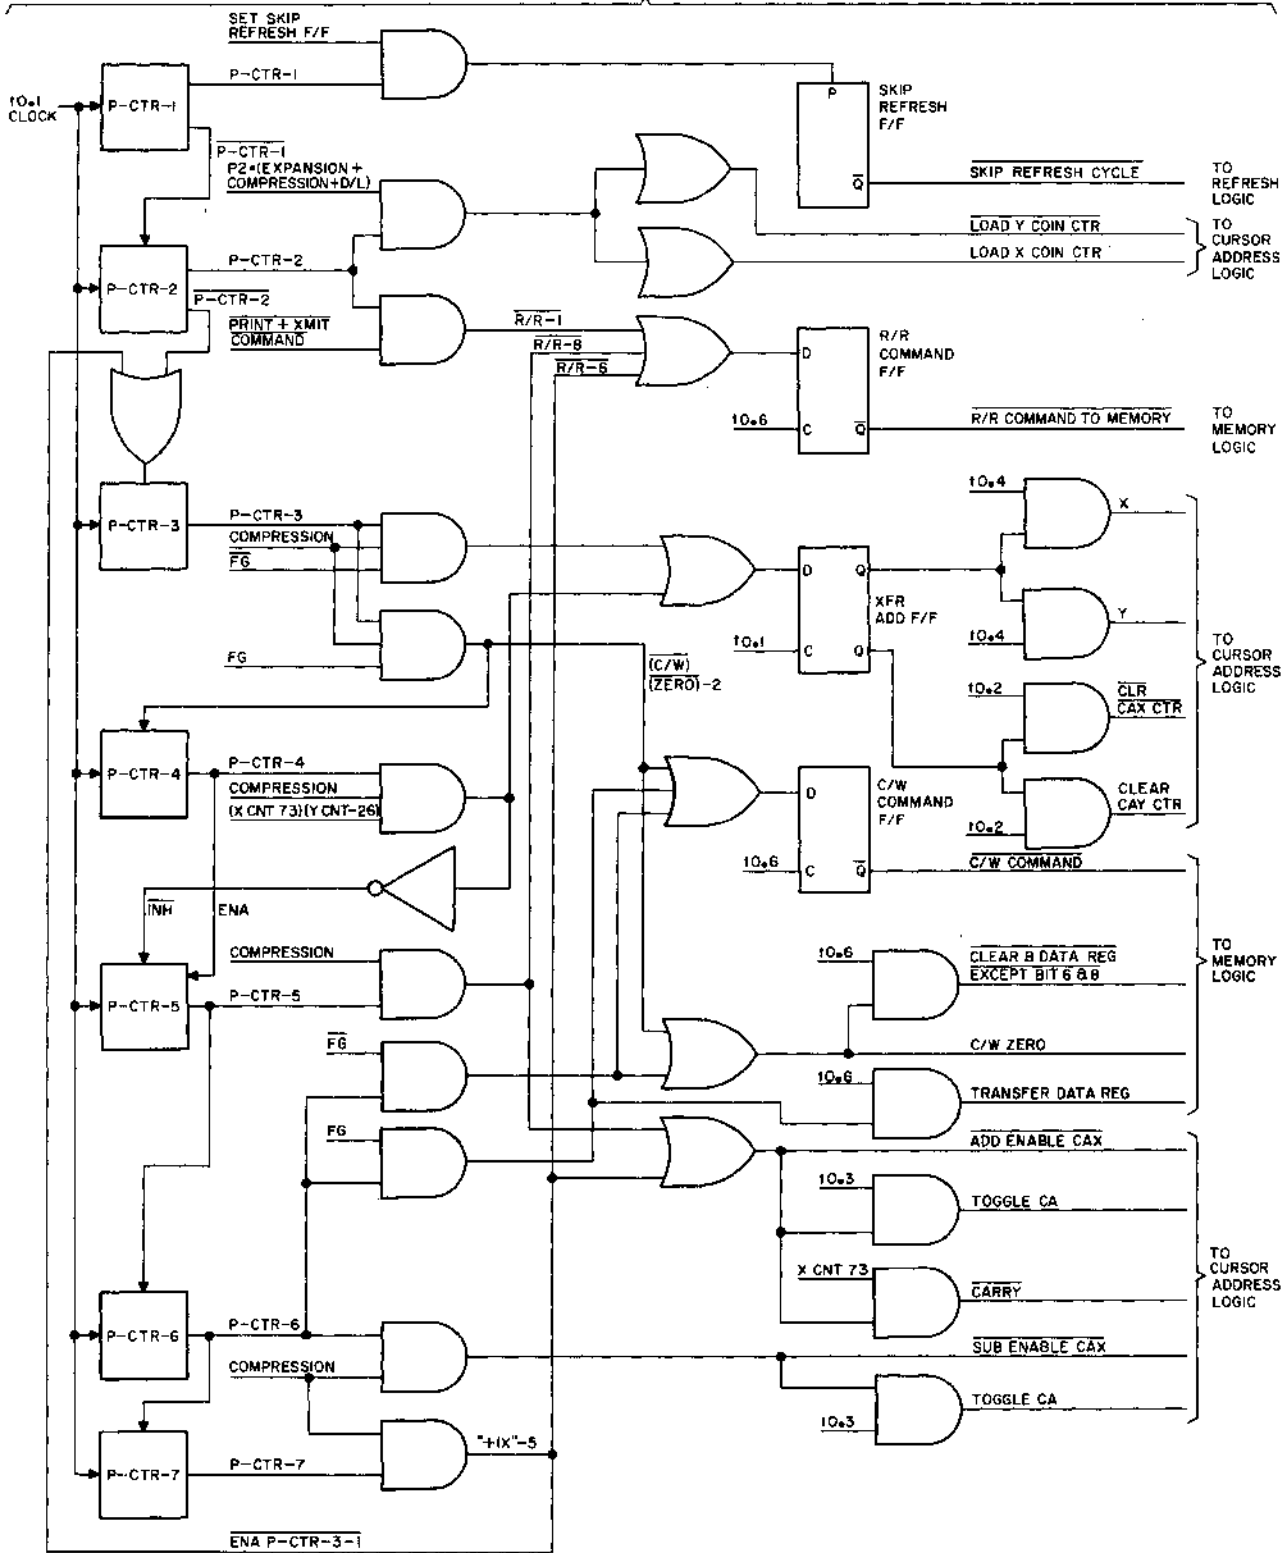 SET SKIP
REFRESH F/F
P-CTR-1
t0.1
CLOCK
P-CTR-1
P
SKIP
REFRESH
F/F
Q
P-CTR-1
P2•(EXPANSION+
COMPRESSION+D/L)
SKIP REFRESH CYCLE
TO
REFRESH
LOGIC
LOAD Y COIN CTR
LOAD X COIN CTR
TO
CURSOR
ADDRESS
LOGIC
P-CTR-2
P-CTR-2
P-CTR-2
PRINT + XMIT
COMMAND
R/R-1
R/R-8
R/R-6
D
R/R
COMMAND
F/F
t0.6
C
Q
R/R COMMAND TO MEMORY
TO
MEMORY
LOGIC
P-CTR-3
P-CTR-3
COMPRESSION
FG
FG
D
Q
XFR
ADD F/F
t0.1
C
Q
t0.4
X
t0.4
Y
t0.2
CLR
CAX CTR
t0.2
CLEAR
CAY CTR
TO
CURSOR
ADDRESS
LOGIC
(C/W)
(ZERO)-2
P-CTR-4
P-CTR-4
COMPRESSION
(X CNT 73)(Y CNT-26)
D
C/W
COMMAND
F/F
t0.6
C
Q
C/W COMMAND
INH
ENA
COMPRESSION
P-CTR-5
P-CTR-5
t0.6
CLEAR B DATA REG
EXCEPT BIT 6 & 8
TO
MEMORY
LOGIC
FG
C/W ZERO
t0.6
TRANSFER DATA REG
FG
ADD ENABLE CAX
t0.3
TOGGLE CA
X CNT 73
CARRY
TO
CURSOR
ADDRESS
LOGIC
P-CTR-6
P-CTR-6
COMPRESSION
SUB ENABLE CAX
TOGGLE CA
t0.3
"+1X"-5
P-CTR-7
P-CTR-7
ENA P-CTR-3-1